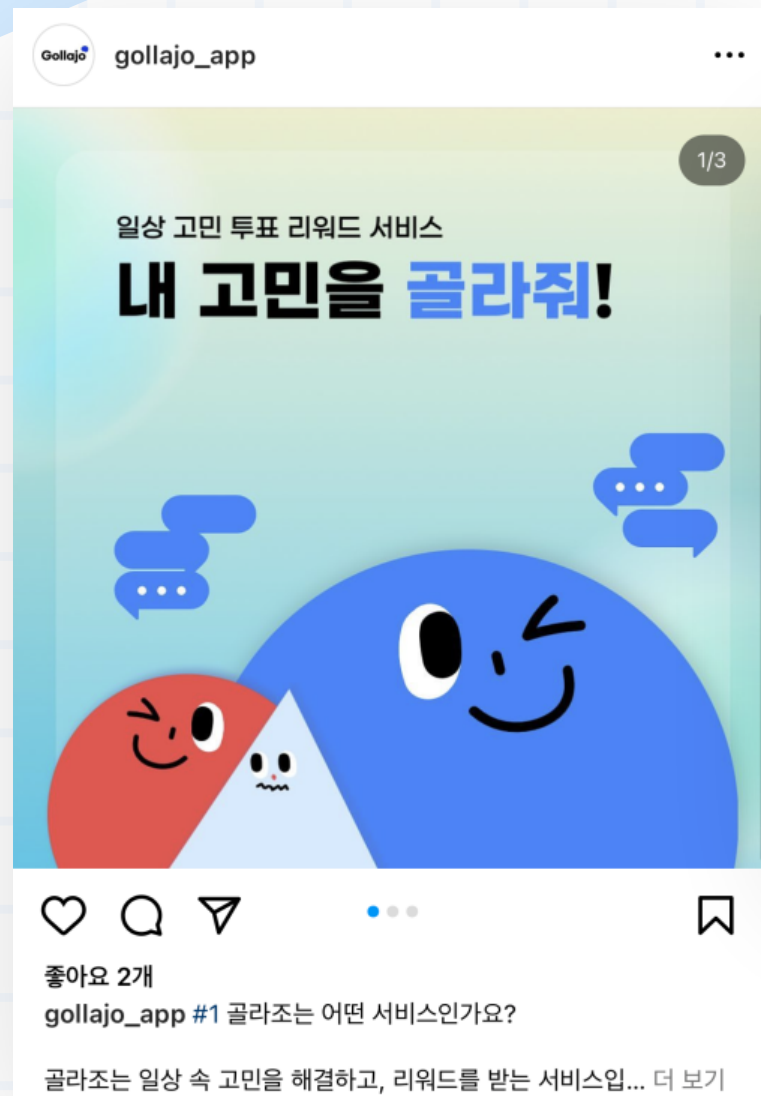 Gollajo
gollajo_app
1/3
일상 고민 투표 리워드 서비스
내 고민을 골라줘!
좋아요 2개
gollajo_app #1 골라조는 어떤 서비스인가요?
골라조는 일상 속 고민을 해결하고, 리워드를 받는 서비스입... 더 보기